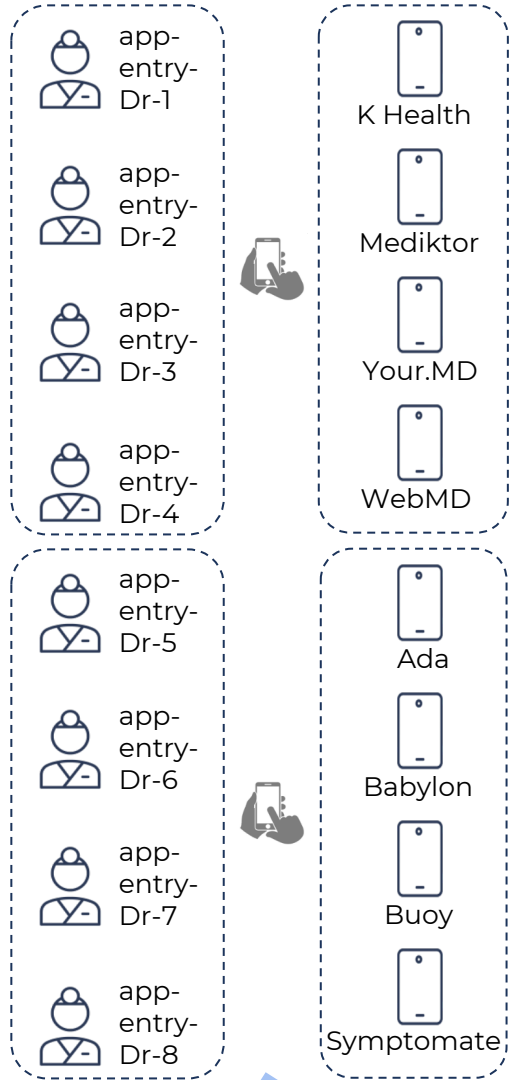 app-
entry-
Dr-1
app-
entry-
Dr-2
app-
entry-
Dr-3
app-
entry-
Dr-4
K Health
Mediktor
Your.MD
WebMD
app-
entry-
Dr-5
app-
entry-
Dr-6
app-
entry-
Dr-7
app-
entry-
Dr-8
Ada
Babylon
Buoy
Symptomate